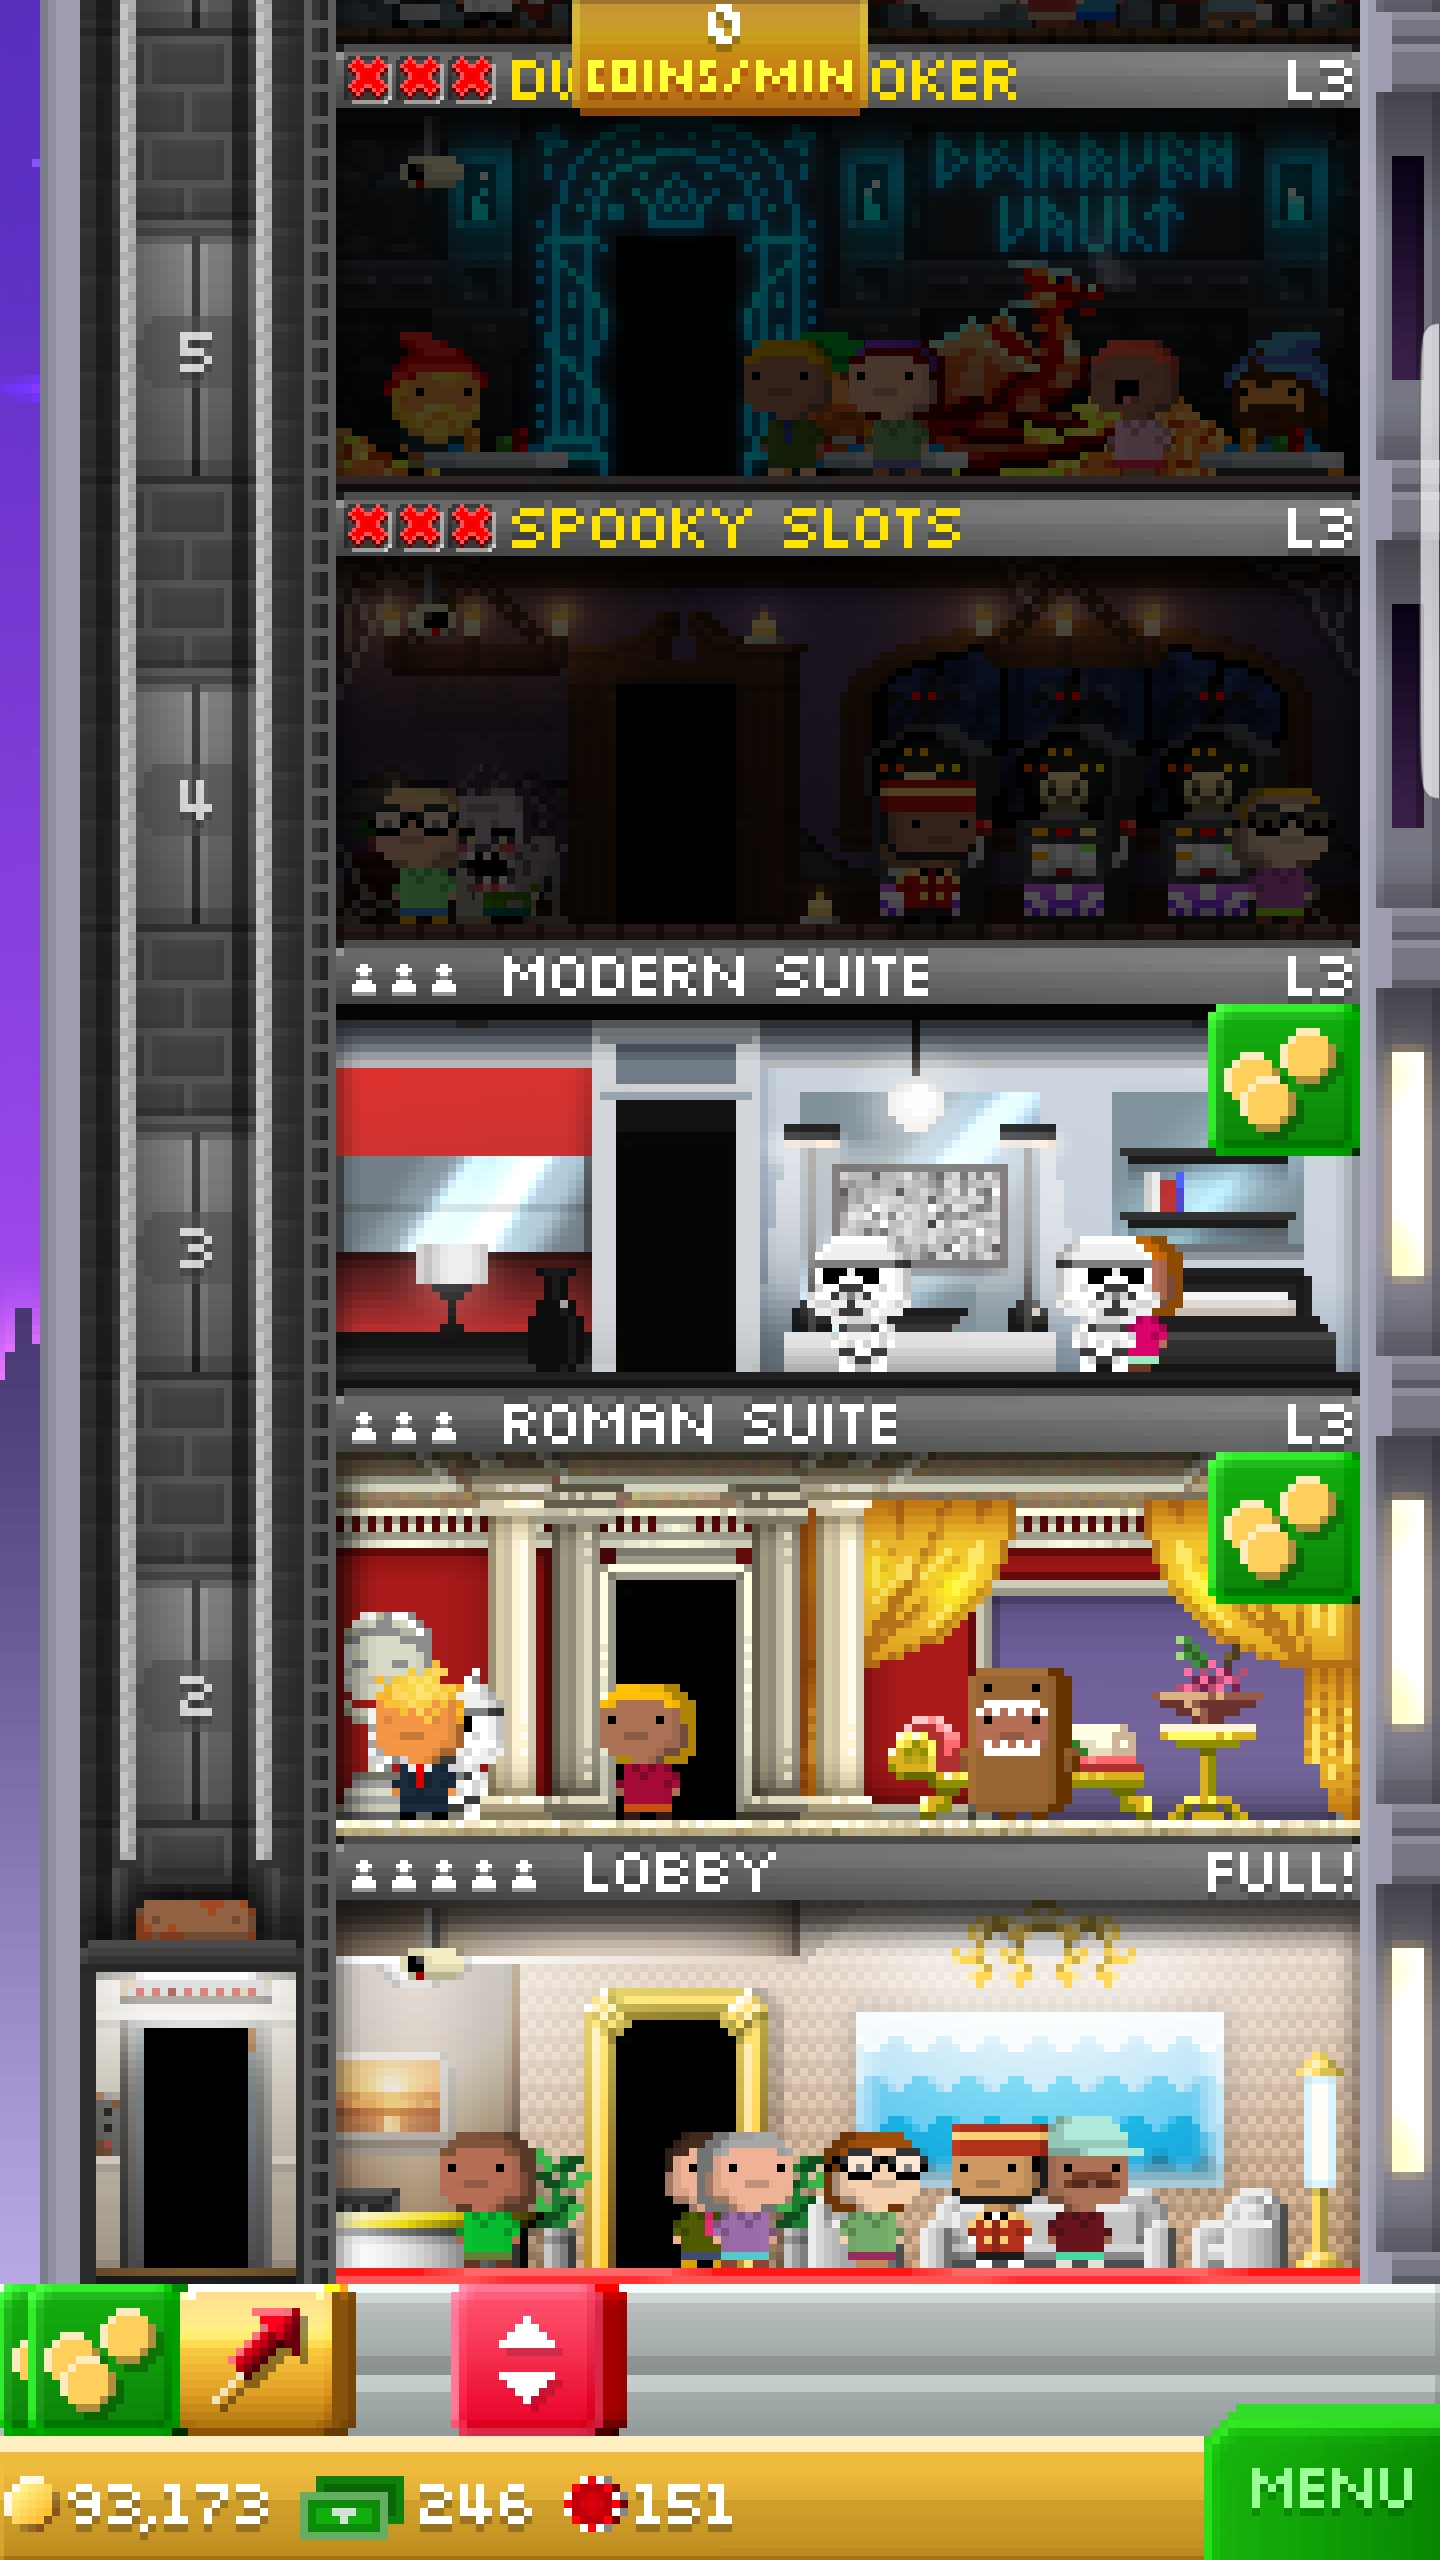 0
COINS/MIN
OKER L3
DWARVEN
VAULT
5
SPOOKY SLOTS L3
4
MODERN SUITE L3
3
ROMAN SUITE L3
2
LOBBY FULL!
93,173 246 151
MENU